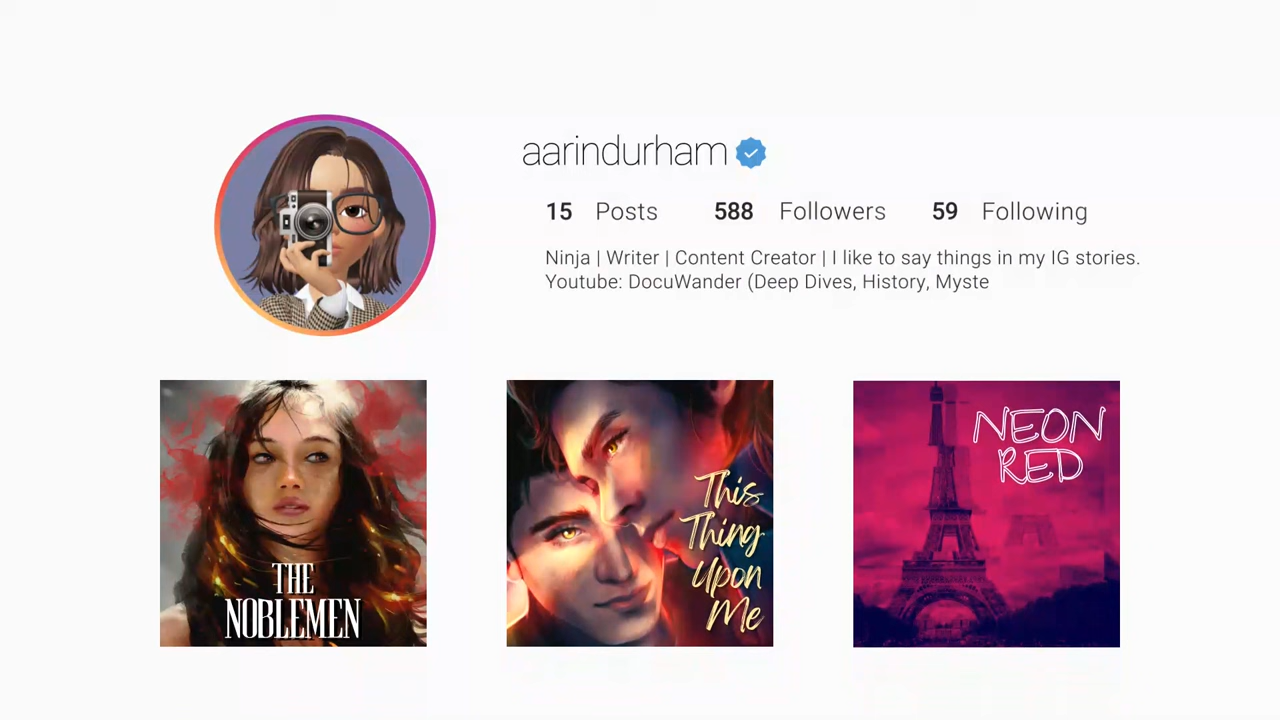 aarindurham
15 Posts 588 Followers 59 Following
Ninja | Writer | Content Creator | I like to say things in my IG stories.
Youtube: DocuWander (Deep Dives, History, Myste
THE
NOBLEMEN
This
Thing
Upon
Me
NEON
RED